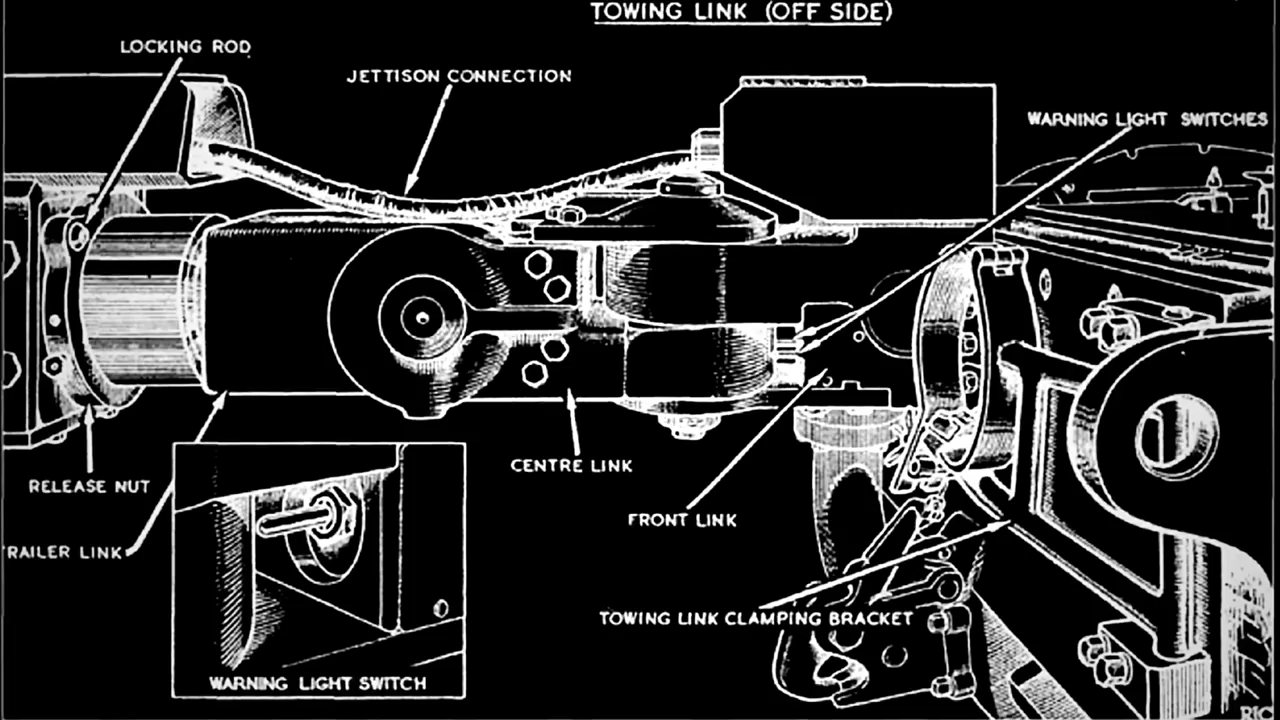 TOWING LINK (OFF SIDE)
LOCKING ROD
JETTISON CONNECTION
WARNING LIGHT SWITCHES
CENTRE LINK
RELEASE NUT
FRONT LINK
RAILER LINK
TOWING LINK CLAMPING BRACKET
WARNING LIGHT SWITCH
RIC